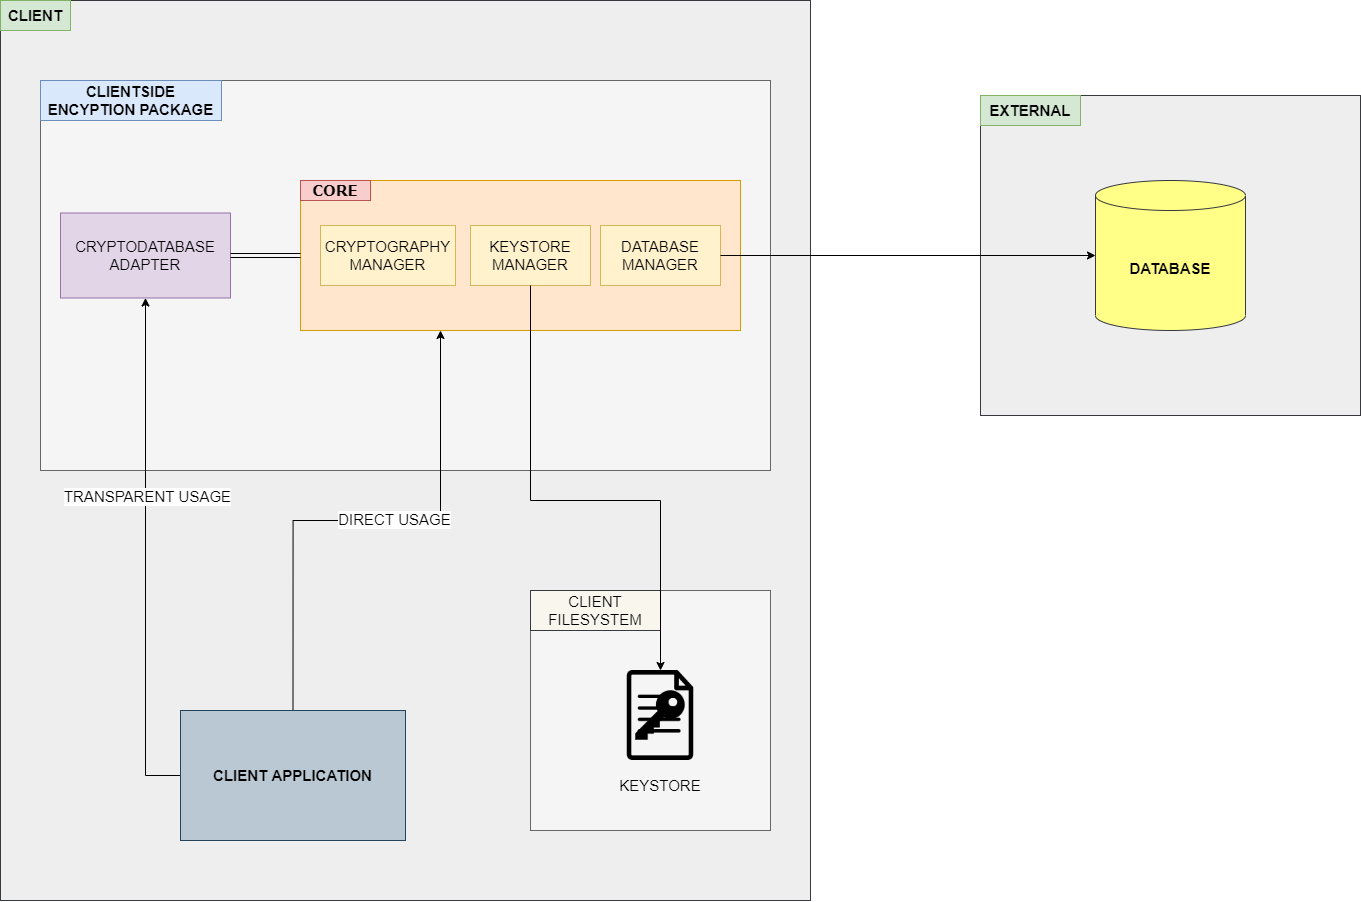 CLIENT
CLIENTSIDE
ENCYPTION PACKAGE
EXTERNAL
CORE
CRYPTODATABASE
ADAPTER
CRYPTOGRAPHY
MANAGER
KEYSTORE
MANAGER
DATABASE
MANAGER
DATABASE
TRANSPARENT USAGE
DIRECT USAGE
CLIENT
FILESYSTEM
CLIENT APPLICATION
KEYSTORE